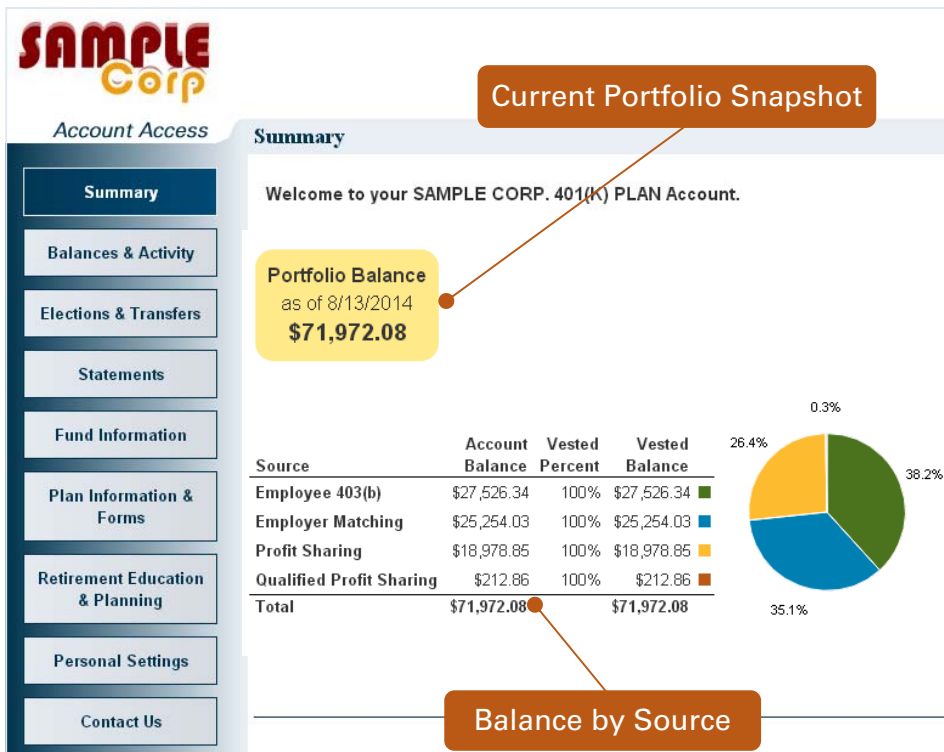 SAMPLE
Corp
Current Portfolio Snapshot
Account Access
Summary
Summary
Balances & Activity
Elections & Transfers
Statements
Fund Information
Plan Information &
Forms
Retirement Education
& Planning
Personal Settings
Contact Us
Welcome to your SAMPLE CORP. 401(K) PLAN Account.
Portfolio Balance
as of 8/13/2014
$71,972.08
Account Vested Vested
Source Balance Percent Balance
Employee 403(b) $27,526.34 100% $27,526.34
Employer Matching $25,254.03 100% $25,254.03
Profit Sharing $18,978.85 100% $18,978.85
Qualified Profit Sharing $212.86 100% $212.86
Total $71,972.08 $71,972.08
0.3%
26.4%
38.2%
35.1%
Balance by Source